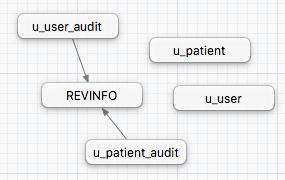 u_user_audit
u_patient
REVINFO
u_user
u_patient_audit